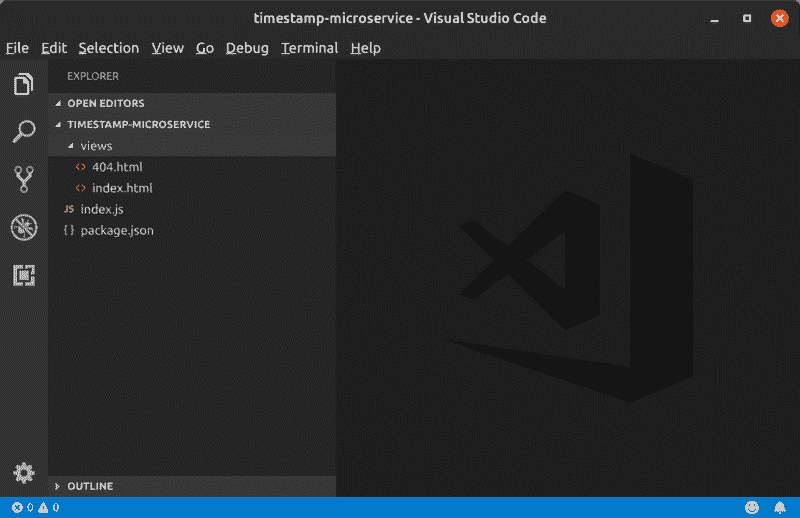 timestamp-microservice - Visual Studio Code
File Edit Selection View Go Debug Terminal Help
EXPLORER
OPEN EDITORS
TIMESTAMP-MICROSERVICE
views
<> 404.html
<> index.html
JS index.js
{ } package.json
OUTLINE
0 0